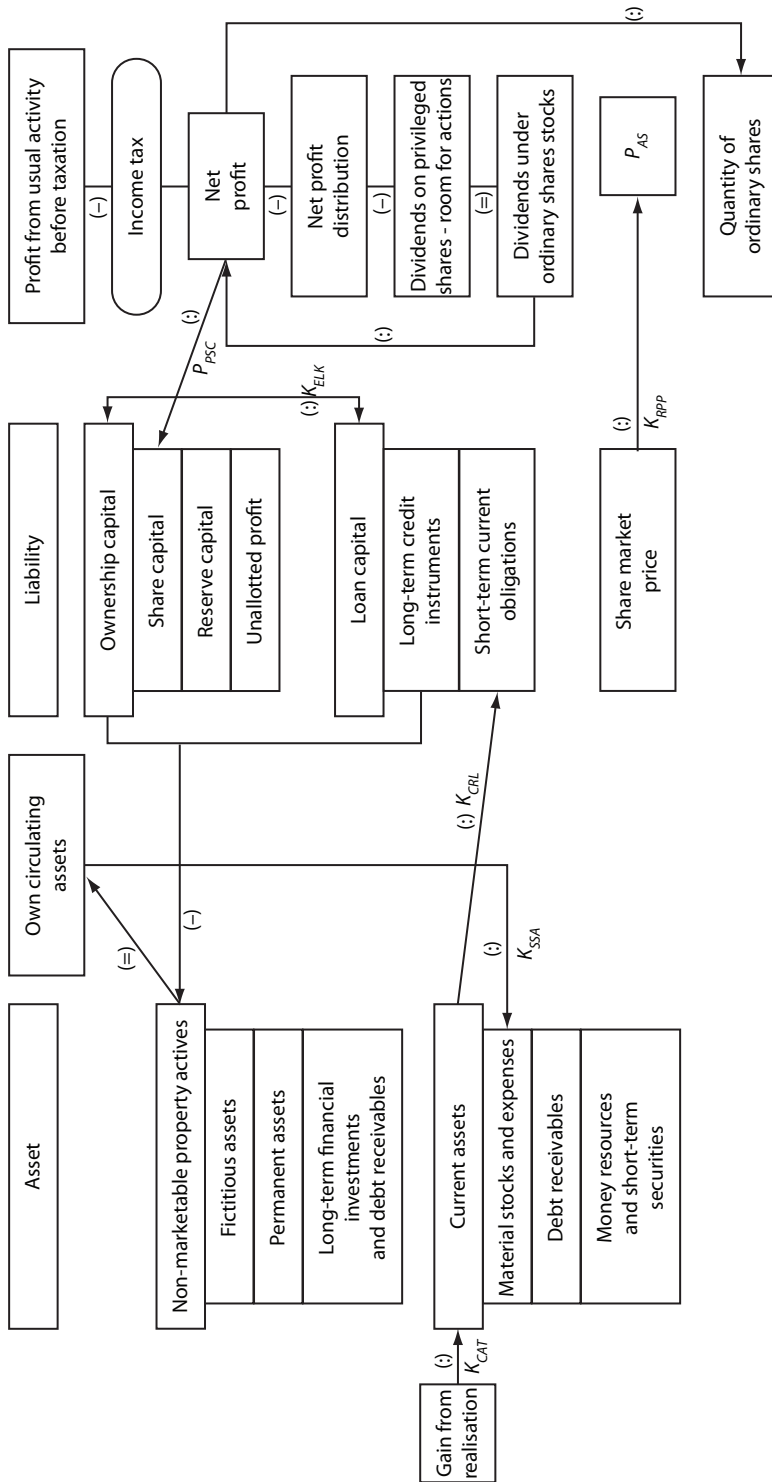 Asset
Own circulating
assets
Liability
Profit from usual activity
before taxation
(–)
Income tax
Net
profit
(–)
Net profit
distribution
(–)
Dividends on privileged
shares - room for actions
(=)
Dividends under
ordinary shares stocks
(:)
(:)
Quantity of
ordinary shares
P_AS
(:)
K_RPP
Share market
price
(:)
P_PSC
Ownership capital
Share capital
Reserve capital
Unallotted profit
(:) K_ELK
Loan capital
Long-term credit
instruments
Short-term current
obligations
(=)
(–)
Non-marketable property actives
Fictitious assets
Permanent assets
Long-term financial
investments
and debt receivables
(:) K_CRL
(:)
K_SSA
Current assets
Material stocks and expenses
Debt receivables
Money resources
and short-term
securities
(:)
K_CAT
Gain from
realisation